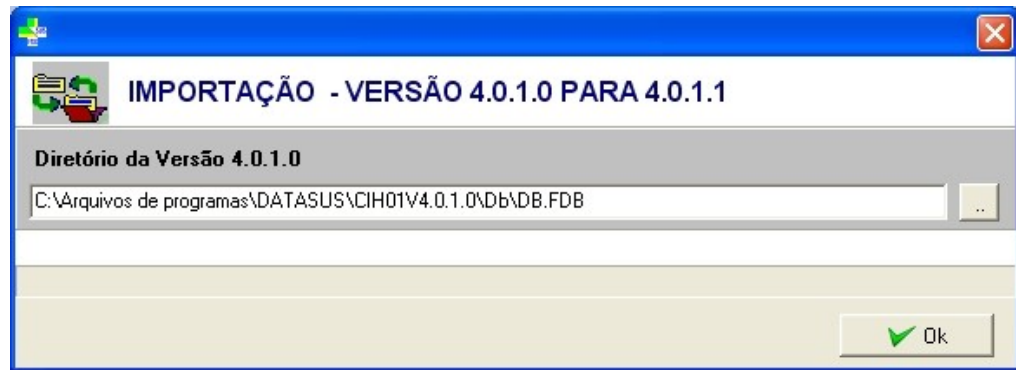 IMPORTAÇÃO - VERSÃO 4.0.1.0 PARA 4.0.1.1
Diretório da Versão 4.0.1.0
C:\Arquivos de programas\DATASUS\CIH01V4.0.1.0\Db\DB.FDB
..
Ok